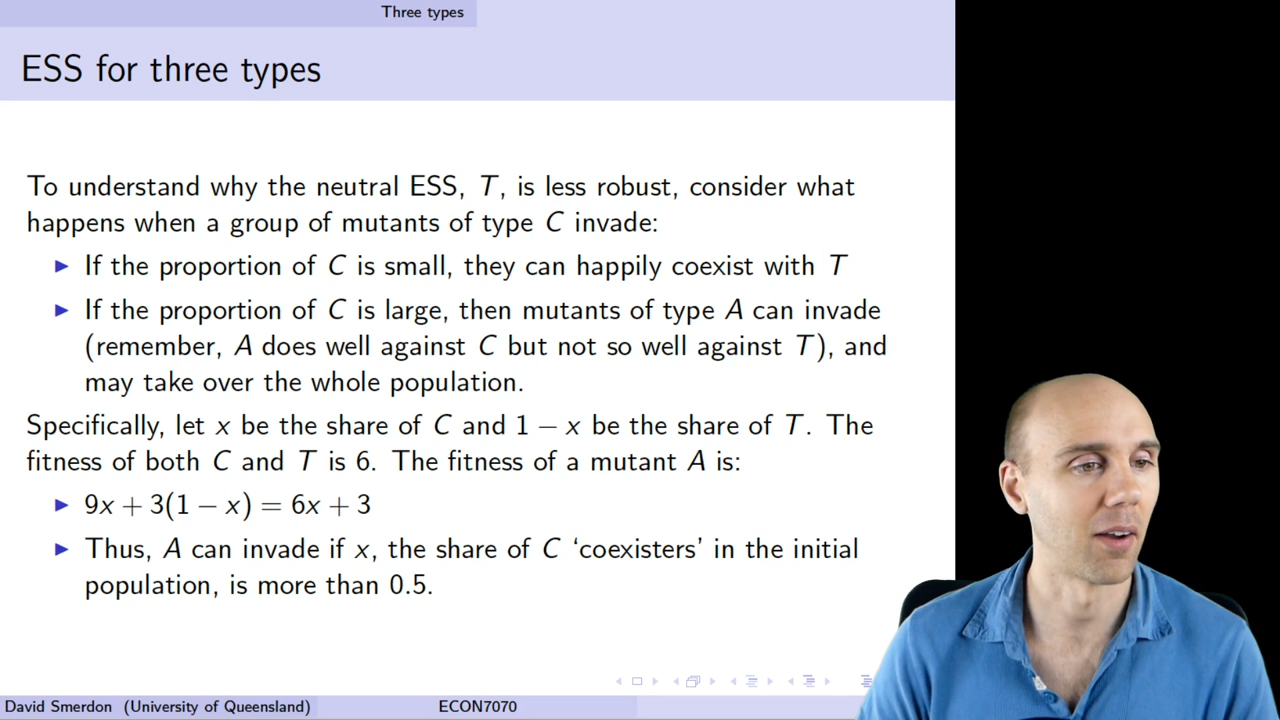 Three types
ESS for three types
To understand why the neutral ESS, T, is less robust, consider what
happens when a group of mutants of type C invade:
▶ If the proportion of C is small, they can happily coexist with T
▶ If the proportion of C is large, then mutants of type A can invade
(remember, A does well against C but not so well against T), and
may take over the whole population.
Specifically, let x be the share of C and 1 − x be the share of T. The
fitness of both C and T is 6. The fitness of a mutant A is:
▶ 9x + 3(1 − x) = 6x + 3
▶ Thus, A can invade if x, the share of C ‘coexisters’ in the initial
population, is more than 0.5.
David Smerdon (University of Queensland) ECON7070